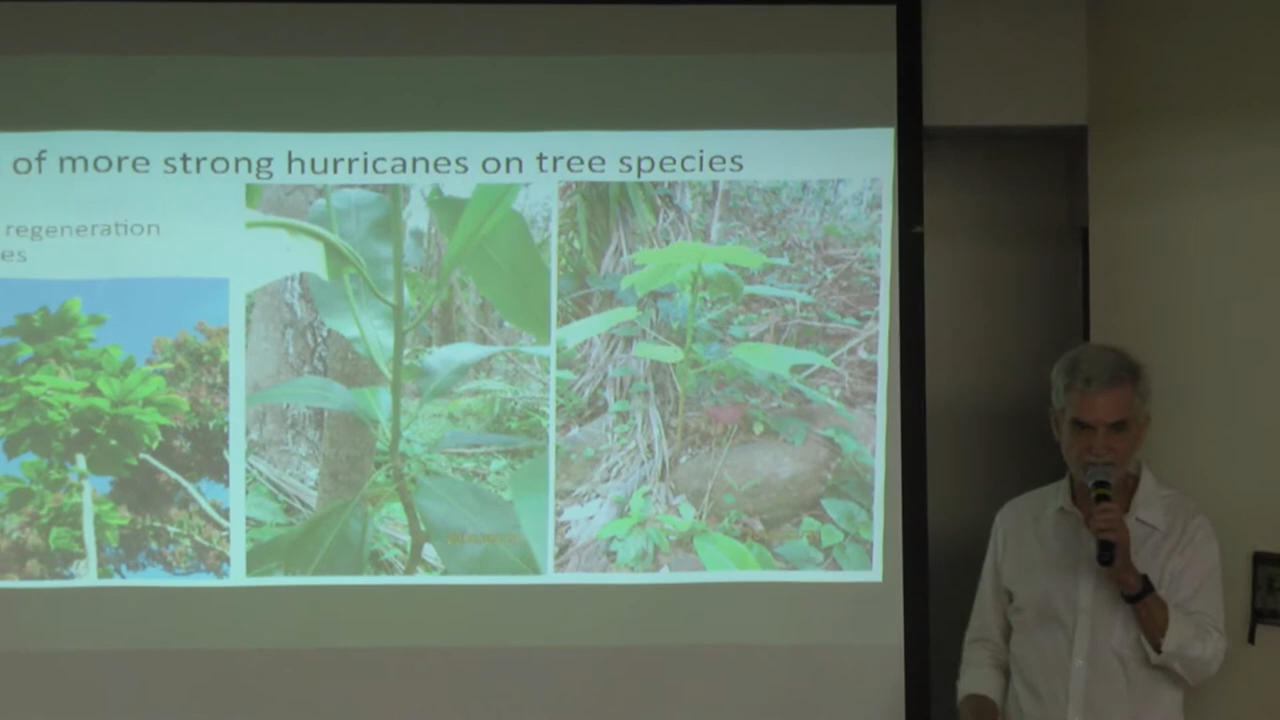 of more strong hurricanes on tree species
regeneration
es